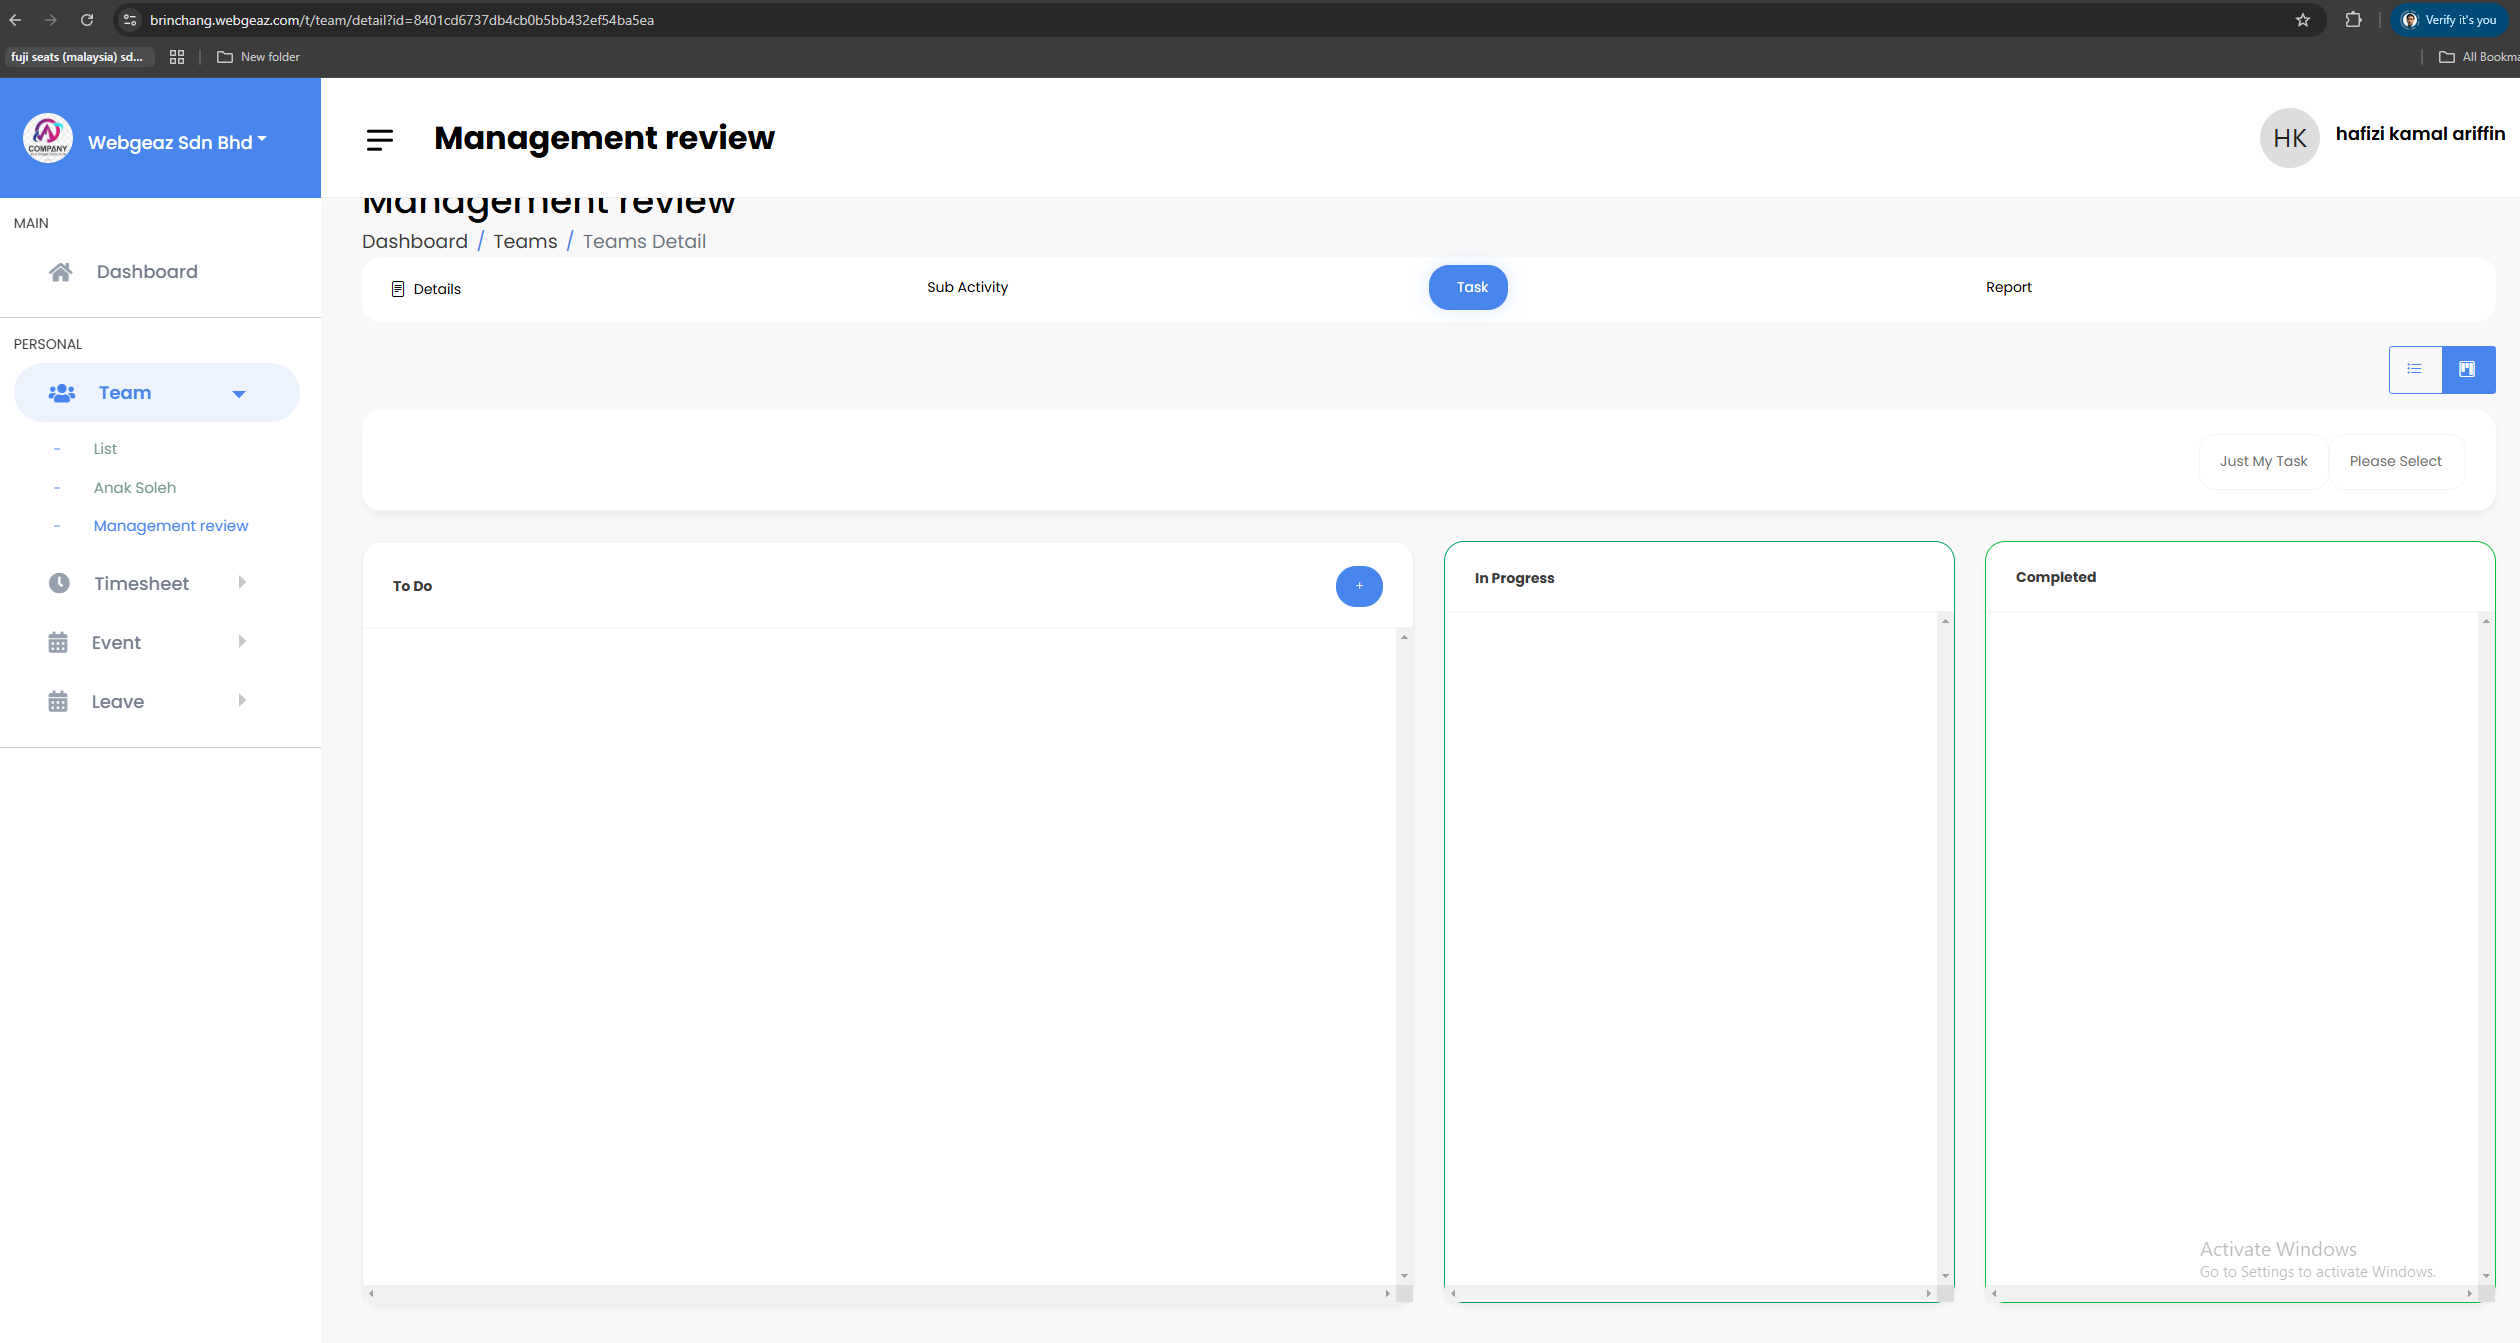 brinchang.webgeaz.com/t/team/detail?id=8401cd6737db4cb0b5bb432ef54ba5ea
Verify it's you
fuji seats (malaysia) sd...
New folder
All Bookma
COMPANY
Webgeaz Sdn Bhd
Management review
HK
hafizi kamal ariffin
MAIN
Dashboard
PERSONAL
Team
- List
- Anak Soleh
- Management review
Timesheet
Event
Leave
Management review
Dashboard / Teams / Teams Detail
Details
Sub Activity
Task
Report
Just My Task
Please Select
To Do
+
In Progress
Completed
Activate Windows
Go to Settings to activate Windows.